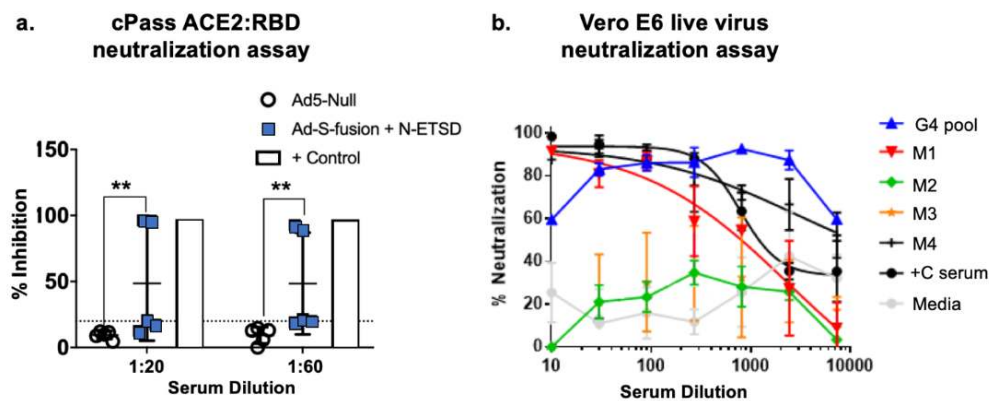 a.
cPass ACE2:RBD
neutralization assay
Ad5-Null
Ad-S-fusion + N-ETSD
+ Control
% Inhibition
150
100
50
0
**
**
1:20
1:60
Serum Dilution
b.
Vero E6 live virus
neutralization assay
% Neutralization
100
80
60
40
20
0
10
100
1000
10000
Serum Dilution
G4 pool
M1
M2
M3
M4
+C serum
Media